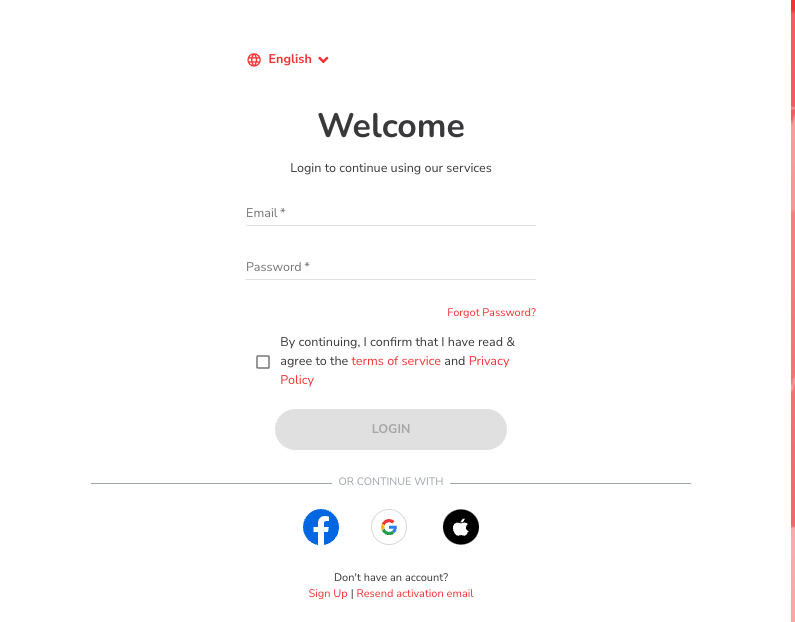 English
Welcome
Login to continue using our services
Email *
Password *
Forgot Password?
By continuing, I confirm that I have read &
agree to the terms of service and Privacy
Policy
LOGIN
OR CONTINUE WITH
Don't have an account?
Sign Up | Resend activation email